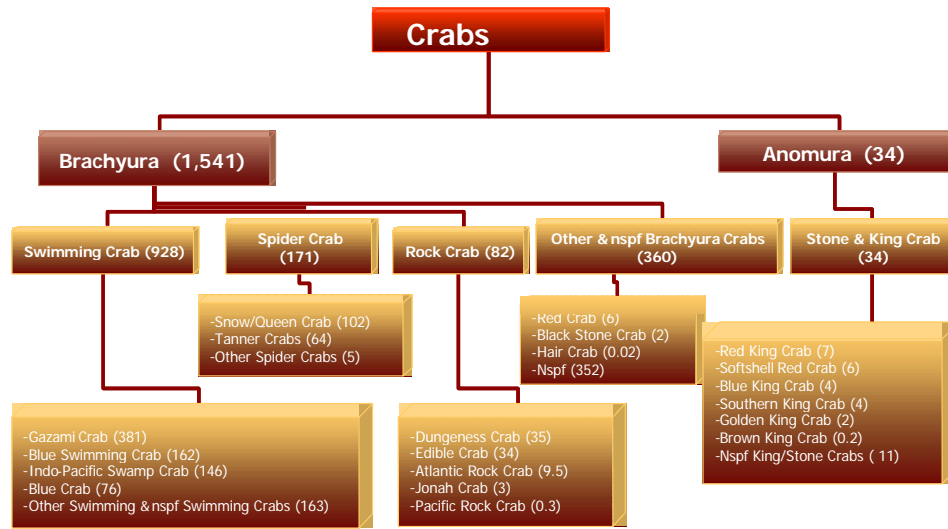 Crabs
Brachyura (1,541)
Anomura (34)
Swimming Crab (928)
Spider Crab
(171)
Rock Crab (82)
Other & nspf Brachyura Crabs
(360)
Stone & King Crab
(34)
-Gazami Crab (381)
-Blue Swimming Crab (162)
-Indo-Pacific Swamp Crab (146)
-Blue Crab (76)
-Other Swimming & nspf Swimming Crabs (163)
-Snow/Queen Crab (102)
-Tanner Crabs (64)
-Other Spider Crabs (5)
-Dungeness Crab (35)
-Edible Crab (34)
-Atlantic Rock Crab (9.5)
-Jonah Crab (3)
-Pacific Rock Crab (0.3)
-Red Crab (6)
-Black Stone Crab (2)
-Hair Crab (0.02)
-Nspf (352)
-Red King Crab (7)
-Softshell Red Crab (6)
-Blue King Crab (4)
-Southern King Crab (4)
-Golden King Crab (2)
-Brown King Crab (0.2)
-Nspf King/Stone Crabs ( 11)